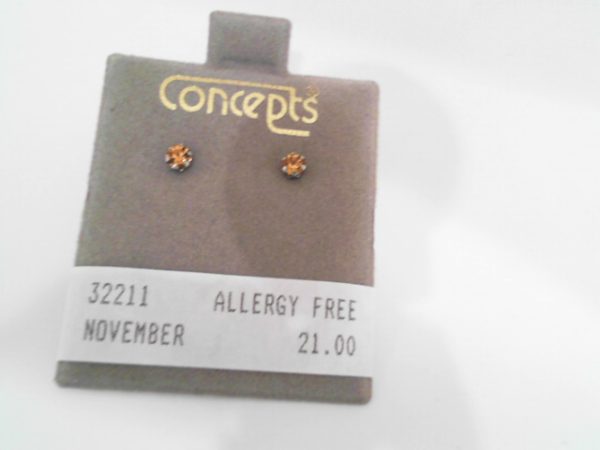 Concepts
32211 ALLERGY FREE
NOVEMBER 21.00